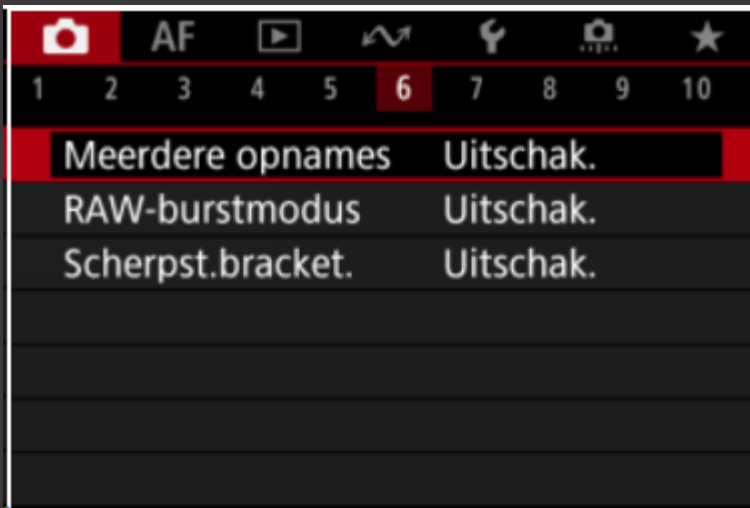 AF
1 2 3 4 5 6 7 8 9 10
Meerdere opnames Uitschak.
RAW-burstmodus Uitschak.
Scherpst.bracket. Uitschak.